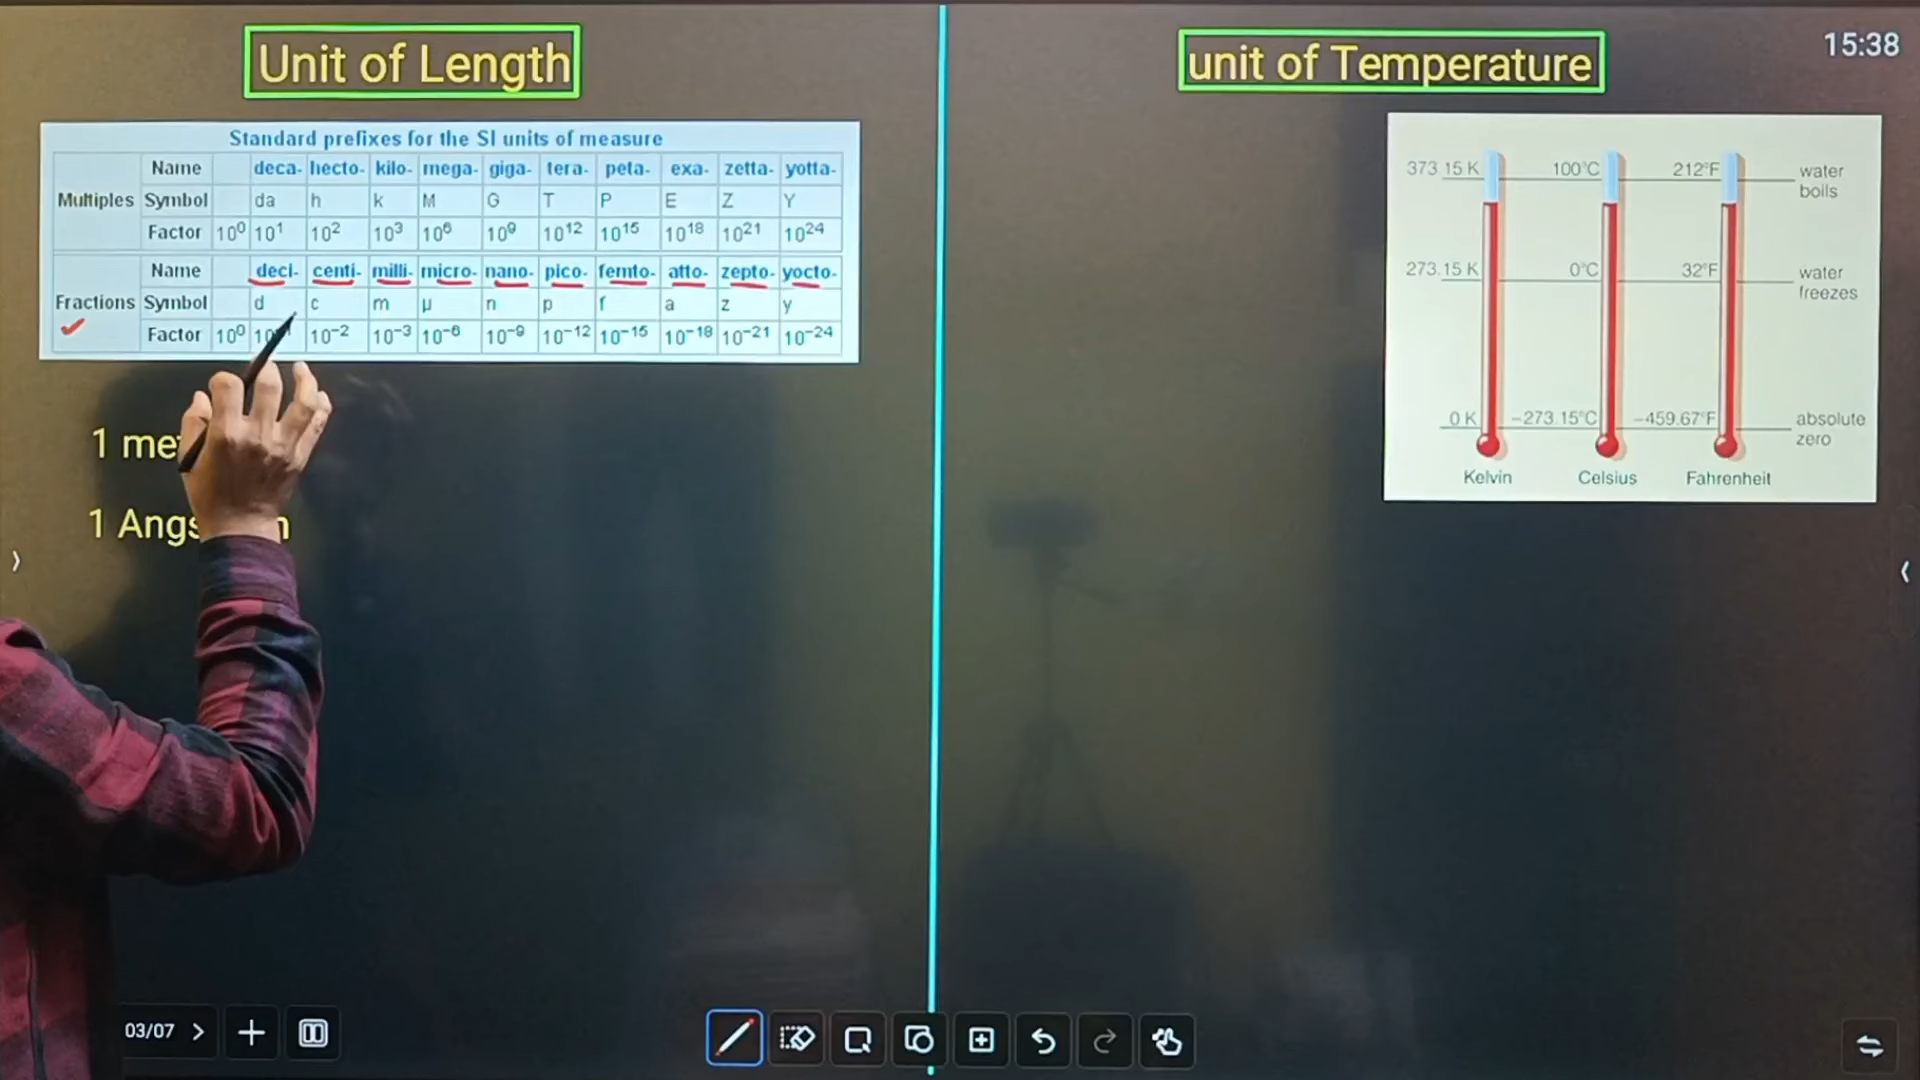 Unit of Length
unit of Temperature
15:38
Standard prefixes for the SI units of measure
Multiples
Name deca- hecto- kilo- mega- giga- tera- peta- exa- zetta- yotta-
Symbol da h k M G T P E Z Y
Factor 10⁰ 10¹ 10² 10³ 10⁶ 10⁹ 10¹² 10¹⁵ 10¹⁸ 10²¹ 10²⁴
Fractions
Name deci- centi- milli- micro- nano- pico- femto- atto- zepto- yocto-
Symbol d c m μ n p f a z y
Factor 10⁰ 10⁻² 10⁻³ 10⁻⁶ 10⁻⁹ 10⁻¹² 10⁻¹⁵ 10⁻¹⁸ 10⁻²¹ 10⁻²⁴
1
1
373.15 K 100°C 212°F water
boils
273.15 K 0°C 32°F water
freezes
0 K −273.15°C −459.67°F absolute
zero
Kelvin Celsius Fahrenheit
03/07